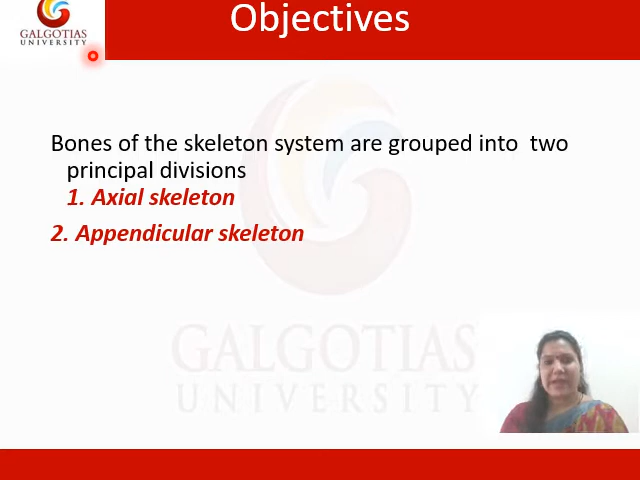 Objectives
GALGOTIAS
UNIVERSITY
Bones of the skeleton system are grouped into two
principal divisions
1. Axial skeleton
2. Appendicular skeleton
GALGOTIAS
UNIVERSITY